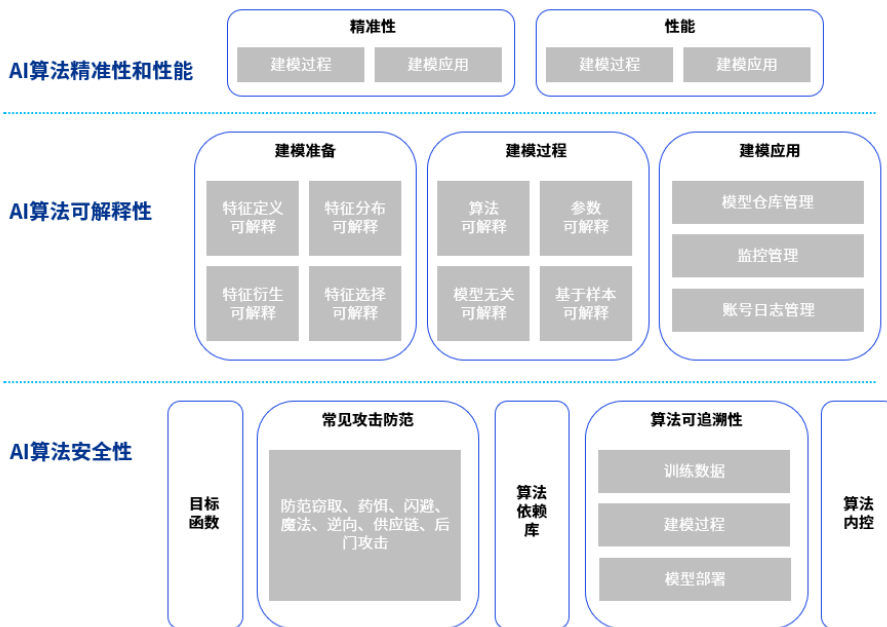 AI算法精准性和性能
精准性
建模过程
建模应用
性能
建模过程
建模应用
AI算法可解释性
建模准备
特征定义
可解释
特征分布
可解释
特征衍生
可解释
特征选择
可解释
建模过程
算法
可解释
参数
可解释
模型无关
可解释
基于样本
可解释
建模应用
模型仓库管理
监控管理
账号日志管理
AI算法安全性
目标
函数
常见攻击防范
防范窃取、药饵、闪避、
魔法、逆向、供应链、后
门攻击
算法
依赖
库
算法可追溯性
训练数据
建模过程
模型部署
算法
内控